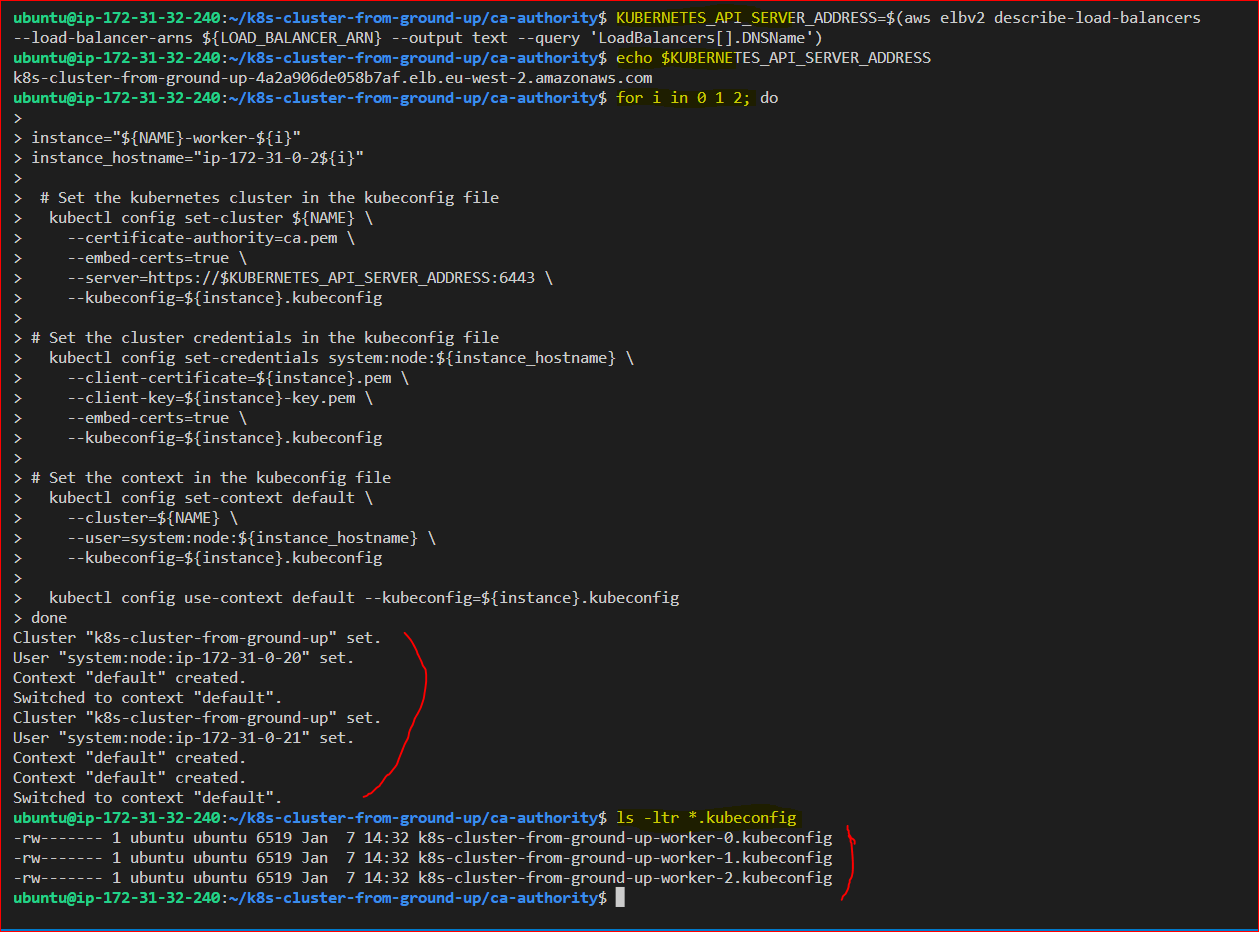 ubuntu@ip-172-31-32-240:~/k8s-cluster-from-ground-up/ca-authority$ KUBERNETES_API_SERVER_ADDRESS=$(aws elbv2 describe-load-balancers
--load-balancer-arns ${LOAD_BALANCER_ARN} --output text --query 'LoadBalancers[].DNSName')
ubuntu@ip-172-31-32-240:~/k8s-cluster-from-ground-up/ca-authority$ echo $KUBERNETES_API_SERVER_ADDRESS
k8s-cluster-from-ground-up-4a2a906de058b7af.elb.eu-west-2.amazonaws.com
ubuntu@ip-172-31-32-240:~/k8s-cluster-from-ground-up/ca-authority$ for i in 0 1 2; do
>
> instance="${NAME}-worker-${i}"
> instance_hostname="ip-172-31-0-2${i}"
>
>  # Set the kubernetes cluster in the kubeconfig file
>   kubectl config set-cluster ${NAME} \
>     --certificate-authority=ca.pem \
>     --embed-certs=true \
>     --server=https://$KUBERNETES_API_SERVER_ADDRESS:6443 \
>     --kubeconfig=${instance}.kubeconfig
>
> # Set the cluster credentials in the kubeconfig file
>   kubectl config set-credentials system:node:${instance_hostname} \
>     --client-certificate=${instance}.pem \
>     --client-key=${instance}-key.pem \
>     --embed-certs=true \
>     --kubeconfig=${instance}.kubeconfig
>
> # Set the context in the kubeconfig file
>   kubectl config set-context default \
>     --cluster=${NAME} \
>     --user=system:node:${instance_hostname} \
>     --kubeconfig=${instance}.kubeconfig
>
>   kubectl config use-context default --kubeconfig=${instance}.kubeconfig
> done
Cluster "k8s-cluster-from-ground-up" set.
User "system:node:ip-172-31-0-20" set.
Context "default" created.
Switched to context "default".
Cluster "k8s-cluster-from-ground-up" set.
User "system:node:ip-172-31-0-21" set.
Context "default" created.
Context "default" created.
Switched to context "default".
ubuntu@ip-172-31-32-240:~/k8s-cluster-from-ground-up/ca-authority$ ls -ltr *.kubeconfig
-rw------- 1 ubuntu ubuntu 6519 Jan  7 14:32 k8s-cluster-from-ground-up-worker-0.kubeconfig
-rw------- 1 ubuntu ubuntu 6519 Jan  7 14:32 k8s-cluster-from-ground-up-worker-1.kubeconfig
-rw------- 1 ubuntu ubuntu 6519 Jan  7 14:32 k8s-cluster-from-ground-up-worker-2.kubeconfig
ubuntu@ip-172-31-32-240:~/k8s-cluster-from-ground-up/ca-authority$